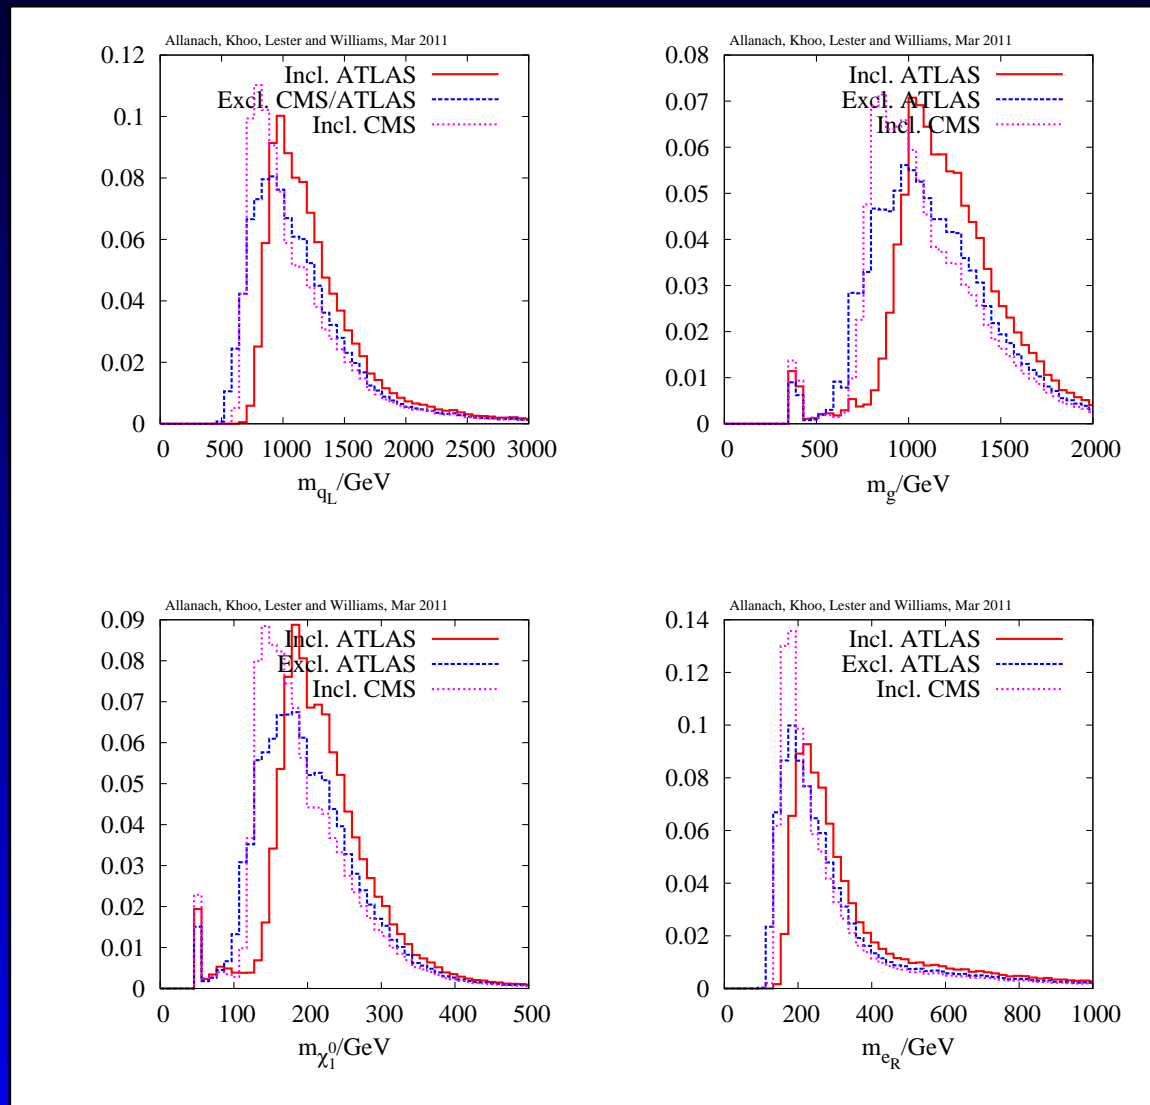 Allanach, Khoo, Lester and Williams, Mar 2011
0.12
0.1
0.08
0.06
0.04
0.02
0
Incl. ATLAS
Excl. CMS/ATLAS
Incl. CMS
0 500 1000 1500 2000 2500 3000
m_{q_L}/GeV
Allanach, Khoo, Lester and Williams, Mar 2011
0.08
0.07
0.06
0.05
0.04
0.03
0.02
0.01
0
Incl. ATLAS
Excl. ATLAS
Incl. CMS
0 500 1000 1500 2000
m_g/GeV
Allanach, Khoo, Lester and Williams, Mar 2011
0.09
0.08
0.07
0.06
0.05
0.04
0.03
0.02
0.01
0
Incl. ATLAS
Excl. ATLAS
Incl. CMS
0 100 200 300 400 500
m_{χ_1^0}/GeV
Allanach, Khoo, Lester and Williams, Mar 2011
0.14
0.12
0.1
0.08
0.06
0.04
0.02
0
Incl. ATLAS
Excl. ATLAS
Incl. CMS
0 200 400 600 800 1000
m_{e_R}/GeV